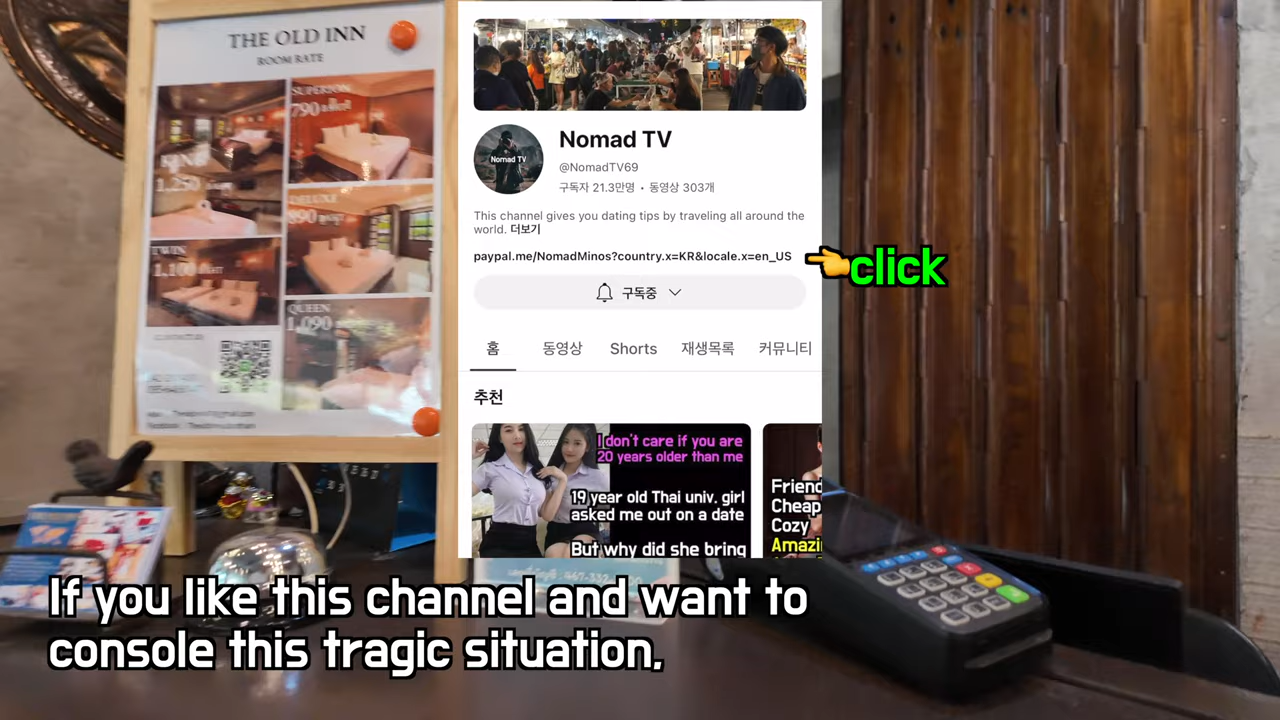 THE OLD INN
ROOM RATE
SUPERIOR
790
KING
1,250
DELUXE
890
TWIN
1,100
QUEEN
1,090
Nomad TV
Nomad TV
@NomadTV69
구독자 21.3만명 • 동영상 303개
This channel gives you dating tips by traveling all around the
world. 더보기
paypal.me/NomadMinos?country.x=KR&locale.x=en_US
click
구독중
홈 동영상 Shorts 재생목록 커뮤니티
추천
I don't care if you are
20 years older than me
19 year old Thai univ. girl
asked me out on a date
But why did she bring
Friend
Cheap
Cozy
Amazi
If you like this channel and want to
console this tragic situation,